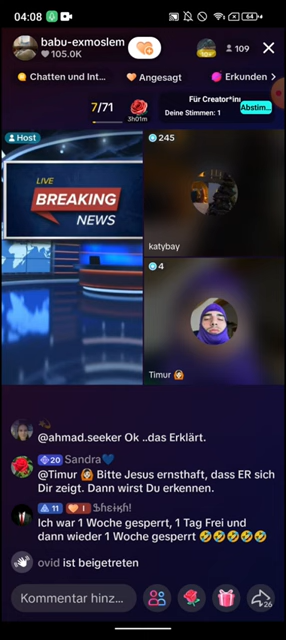 04:08
64
babu-exmoslem
105.0K
109
Chatten und Int...
Angesagt
Erkunden
7/71
3h01m
Für Creator*in
Deine Stimmen: 1
Abstim...
Host
LIVE
BREAKING
NEWS
245
katybay
4
Timur
@ahmad.seeker Ok ..das Erklärt.
20 Sandra
@Timur Bitte Jesus ernsthaft, dass ER sich
Dir zeigt. Dann wirst Du erkennen.
11 I
Ich war 1 Woche gesperrt, 1 Tag Frei und
dann wieder 1 Woche gesperrt
ovid ist beigetreten
Kommentar hinz...
26